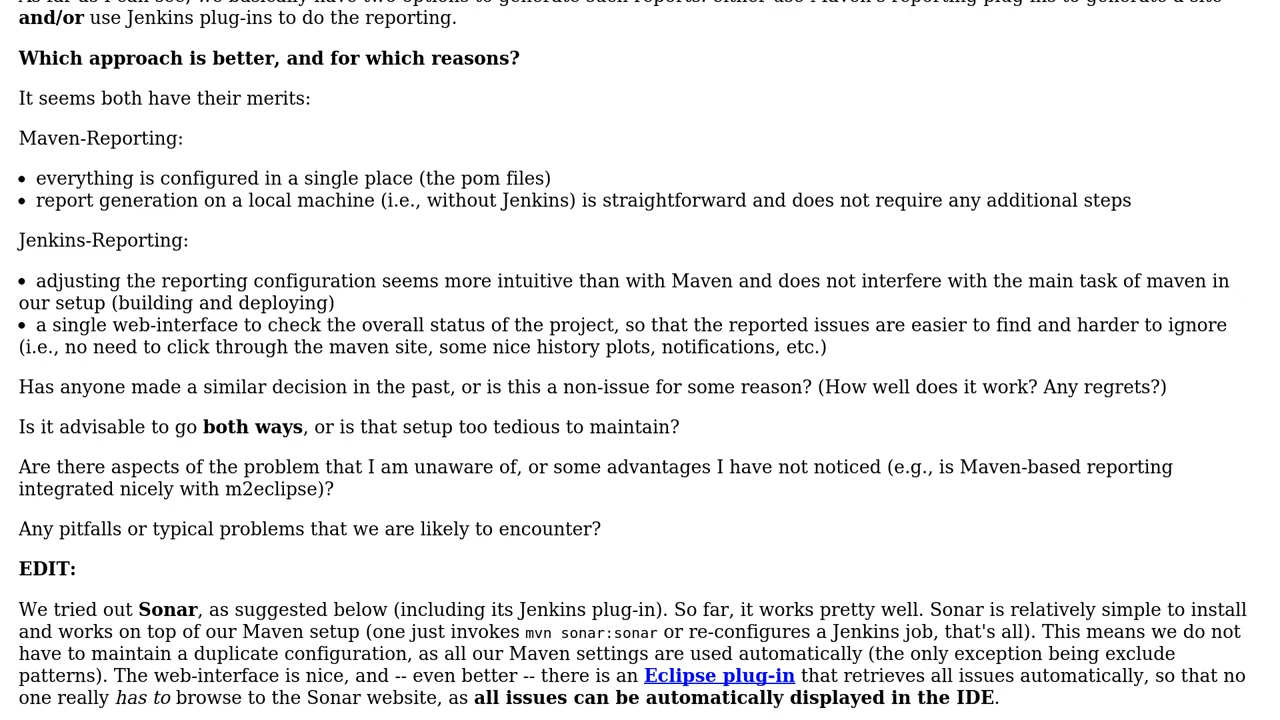 and/or use Jenkins plug-ins to do the reporting.
Which approach is better, and for which reasons?
It seems both have their merits:
Maven-Reporting:
• everything is configured in a single place (the pom files)
• report generation on a local machine (i.e., without Jenkins) is straightforward and does not require any additional steps
Jenkins-Reporting:
• adjusting the reporting configuration seems more intuitive than with Maven and does not interfere with the main task of maven in
our setup (building and deploying)
• a single web-interface to check the overall status of the project, so that the reported issues are easier to find and harder to ignore
(i.e., no need to click through the maven site, some nice history plots, notifications, etc.)
Has anyone made a similar decision in the past, or is this a non-issue for some reason? (How well does it work? Any regrets?)
Is it advisable to go both ways, or is that setup too tedious to maintain?
Are there aspects of the problem that I am unaware of, or some advantages I have not noticed (e.g., is Maven-based reporting
integrated nicely with m2eclipse)?
Any pitfalls or typical problems that we are likely to encounter?
EDIT:
We tried out Sonar, as suggested below (including its Jenkins plug-in). So far, it works pretty well. Sonar is relatively simple to install
and works on top of our Maven setup (one just invokes mvn sonar:sonar or re-configures a Jenkins job, that's all). This means we do not
have to maintain a duplicate configuration, as all our Maven settings are used automatically (the only exception being exclude
patterns). The web-interface is nice, and -- even better -- there is an Eclipse plug-in that retrieves all issues automatically, so that no
one really has to browse to the Sonar website, as all issues can be automatically displayed in the IDE.